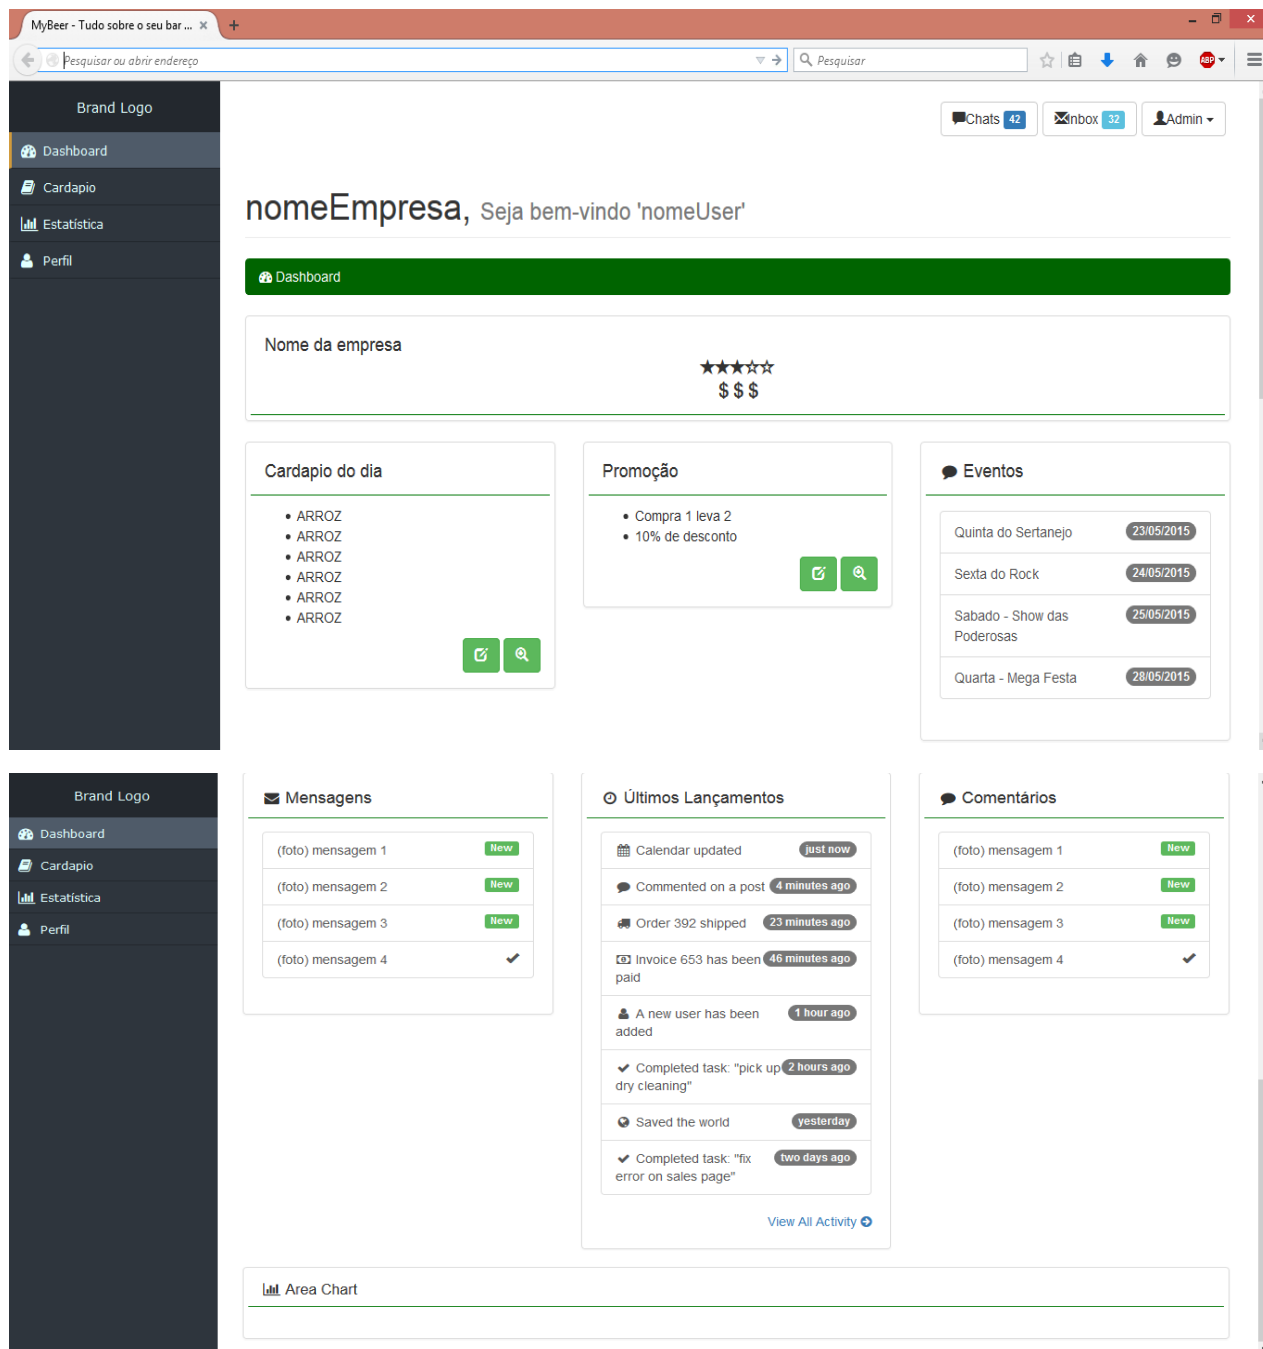 MyBeer - Tudo sobre o seu bar ...
Pesquisar ou abrir endereço
Pesquisar
ABP
Brand Logo
Dashboard
Cardapio
Estatística
Perfil
Chats 42
Inbox 32
Admin
nomeEmpresa, Seja bem-vindo 'nomeUser'
Dashboard
Nome da empresa
★★★☆☆
$ $ $
Cardapio do dia
• ARROZ
• ARROZ
• ARROZ
• ARROZ
• ARROZ
• ARROZ
Promoção
• Compra 1 leva 2
• 10% de desconto
Eventos
Quinta do Sertanejo 23/05/2015
Sexta do Rock 24/05/2015
Sabado - Show das 25/05/2015
Poderosas
Quarta - Mega Festa 28/05/2015
Brand Logo
Dashboard
Cardapio
Estatística
Perfil
Mensagens
(foto) mensagem 1 New
(foto) mensagem 2 New
(foto) mensagem 3 New
(foto) mensagem 4
Últimos Lançamentos
Calendar updated just now
Commented on a post 4 minutes ago
Order 392 shipped 23 minutes ago
Invoice 653 has been 46 minutes ago
paid
A new user has been 1 hour ago
added
Completed task: "pick up 2 hours ago
dry cleaning"
Saved the world yesterday
Completed task: "fix two days ago
error on sales page"
View All Activity
Comentários
(foto) mensagem 1 New
(foto) mensagem 2 New
(foto) mensagem 3 New
(foto) mensagem 4
Area Chart